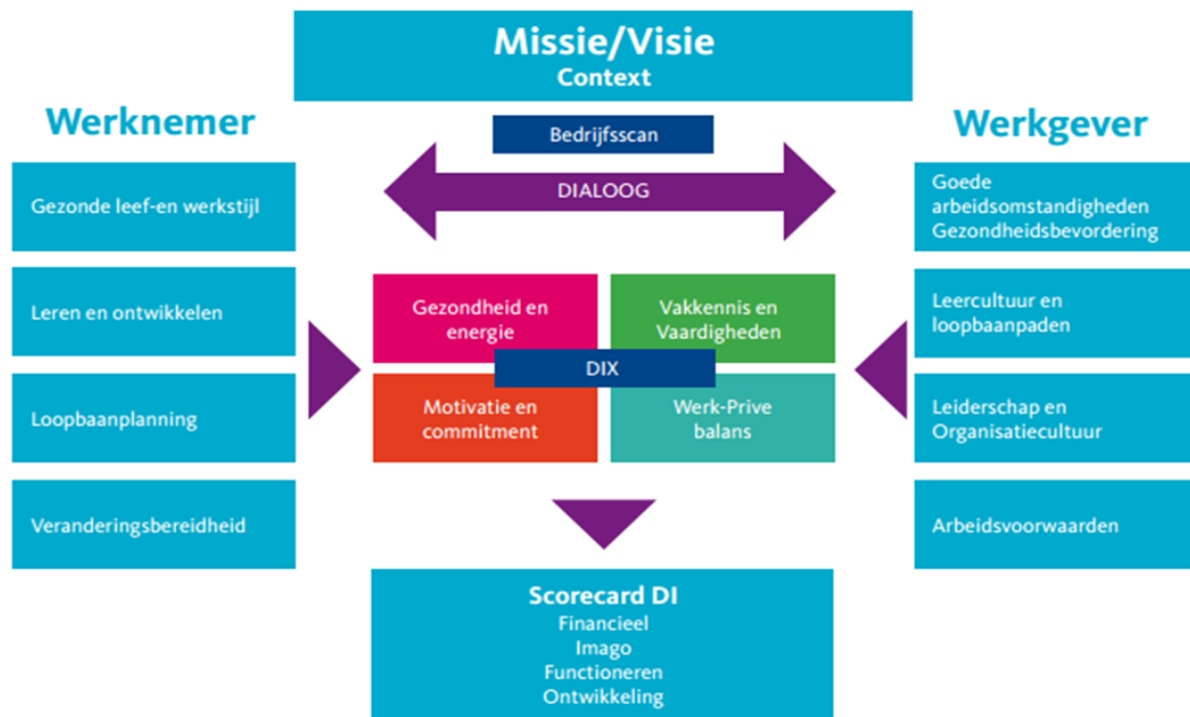 Missie/Visie
Context
Werknemer
Bedrijfsscan
Werkgever
DIALOOG
Gezonde leef-en werkstijl
Leren en ontwikkelen
Loopbaanplanning
Veranderingsbereidheid
Gezondheid en
energie
Vakkennis en
Vaardigheden
DIX
Motivatie en
commitment
Werk-Prive
balans
Goede
arbeidsomstandigheden
Gezondheidsbevordering
Leercultuur en
loopbaanpaden
Leiderschap en
Organisatiecultuur
Arbeidsvoorwaarden
Scorecard DI
Financieel
Imago
Functioneren
Ontwikkeling